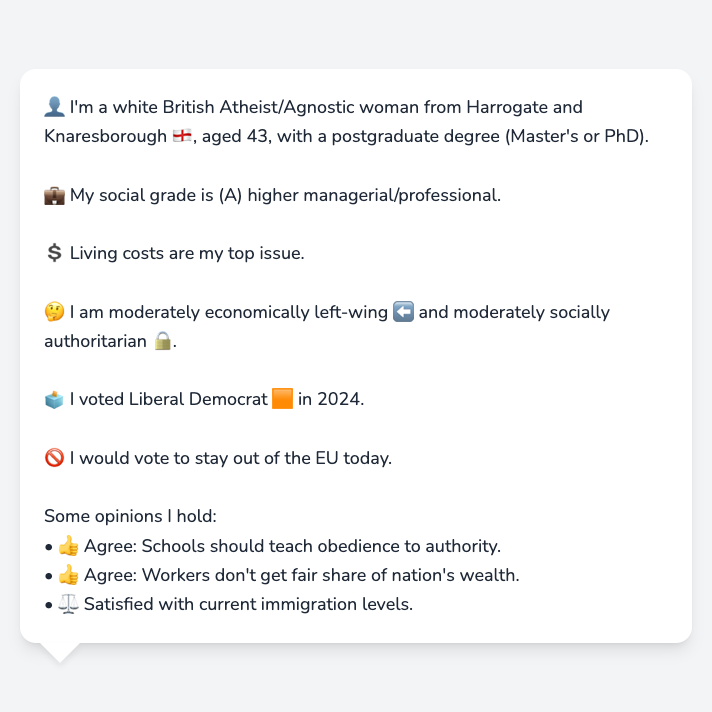 👤 I'm a white British Atheist/Agnostic woman from Harrogate and
Knaresborough 🏴󠁧󠁢󠁥󠁮󠁧󠁿, aged 43, with a postgraduate degree (Master's or PhD).
💼 My social grade is (A) higher managerial/professional.
💲 Living costs are my top issue.
🤔 I am moderately economically left-wing ⬅️ and moderately socially
authoritarian 🔒.
🗳️ I voted Liberal Democrat 🟧 in 2024.
🚫 I would vote to stay out of the EU today.
Some opinions I hold:
• 👍 Agree: Schools should teach obedience to authority.
• 👍 Agree: Workers don't get fair share of nation's wealth.
• ⚖️ Satisfied with current immigration levels.